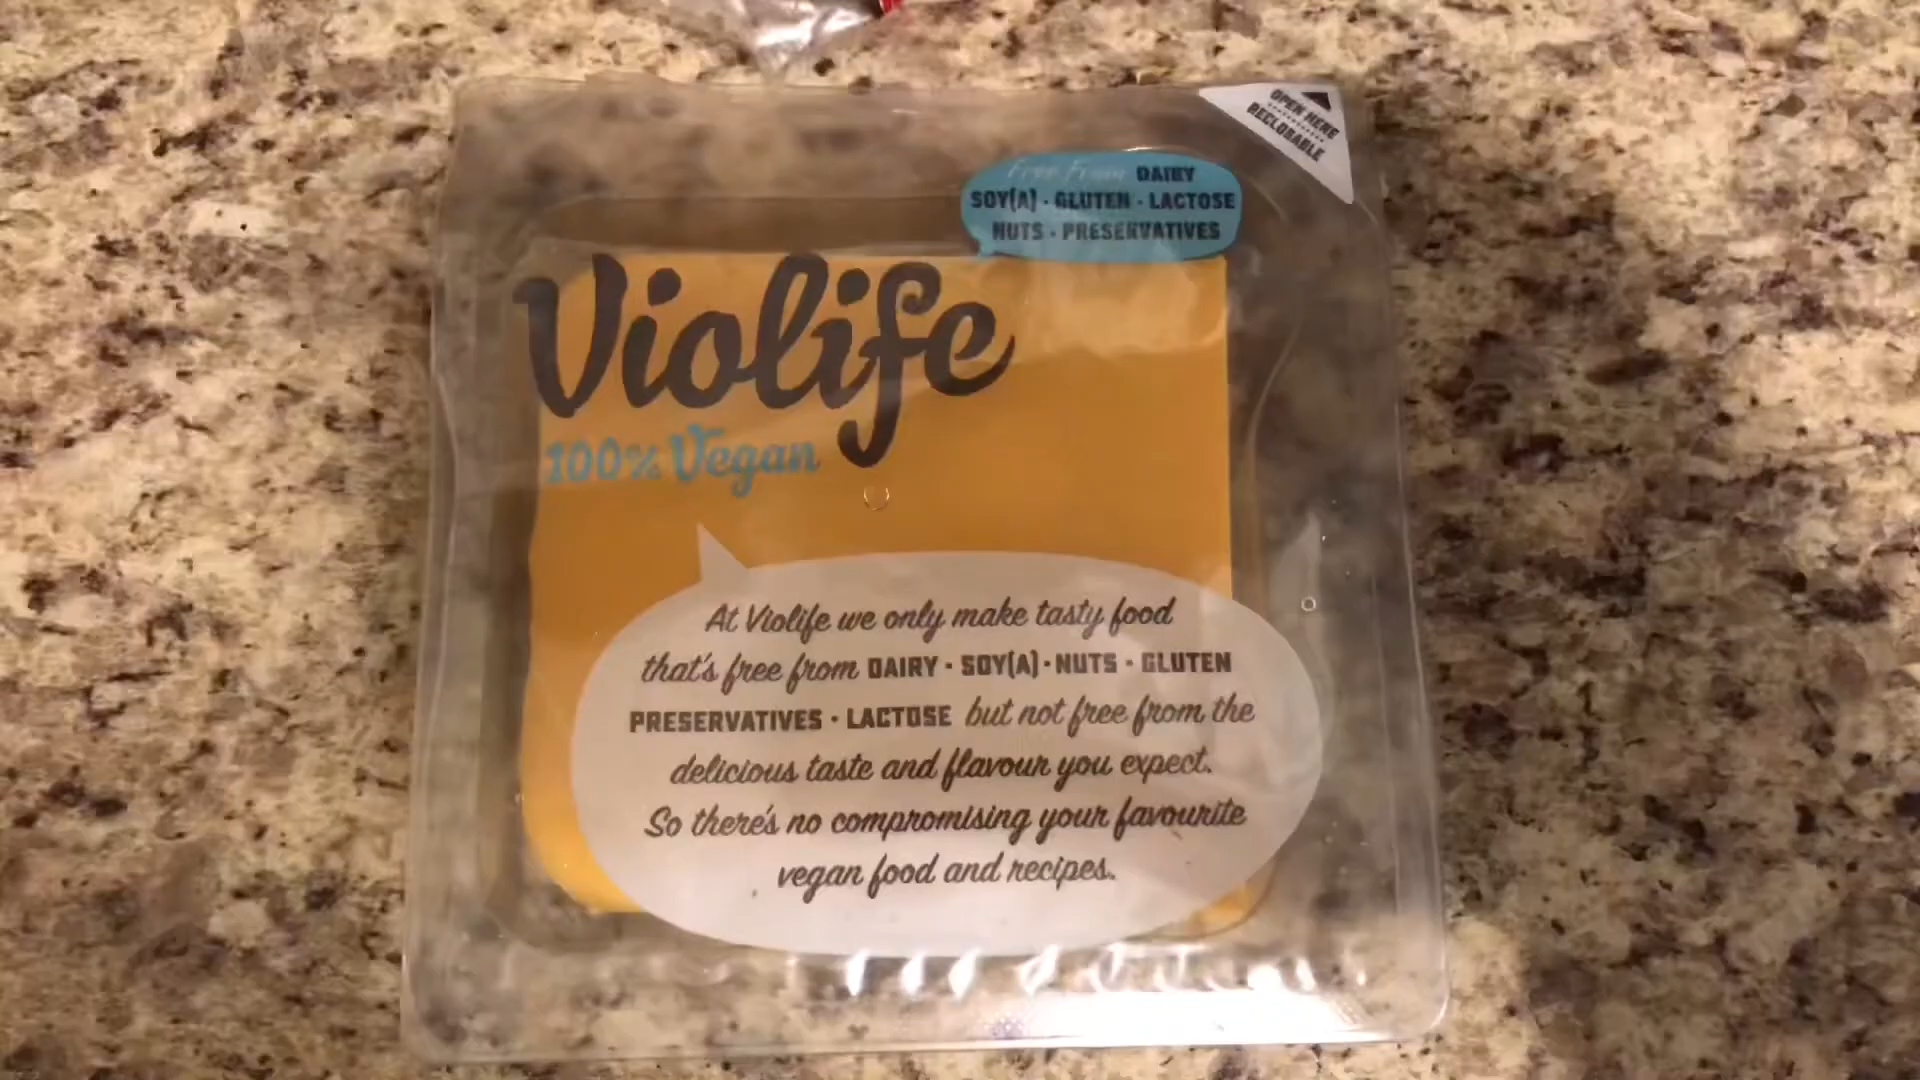 OPEN HERE
RECLOSABLE
Free From DAIRY
SOY(A) · GLUTEN · LACTOSE
NUTS · PRESERVATIVES
Violife
100% Vegan
At Violife we only make tasty food
that's free from DAIRY · SOY(A) · NUTS · GLUTEN
PRESERVATIVES · LACTOSE but not free from the
delicious taste and flavour you expect.
So there's no compromising your favourite
vegan food and recipes.